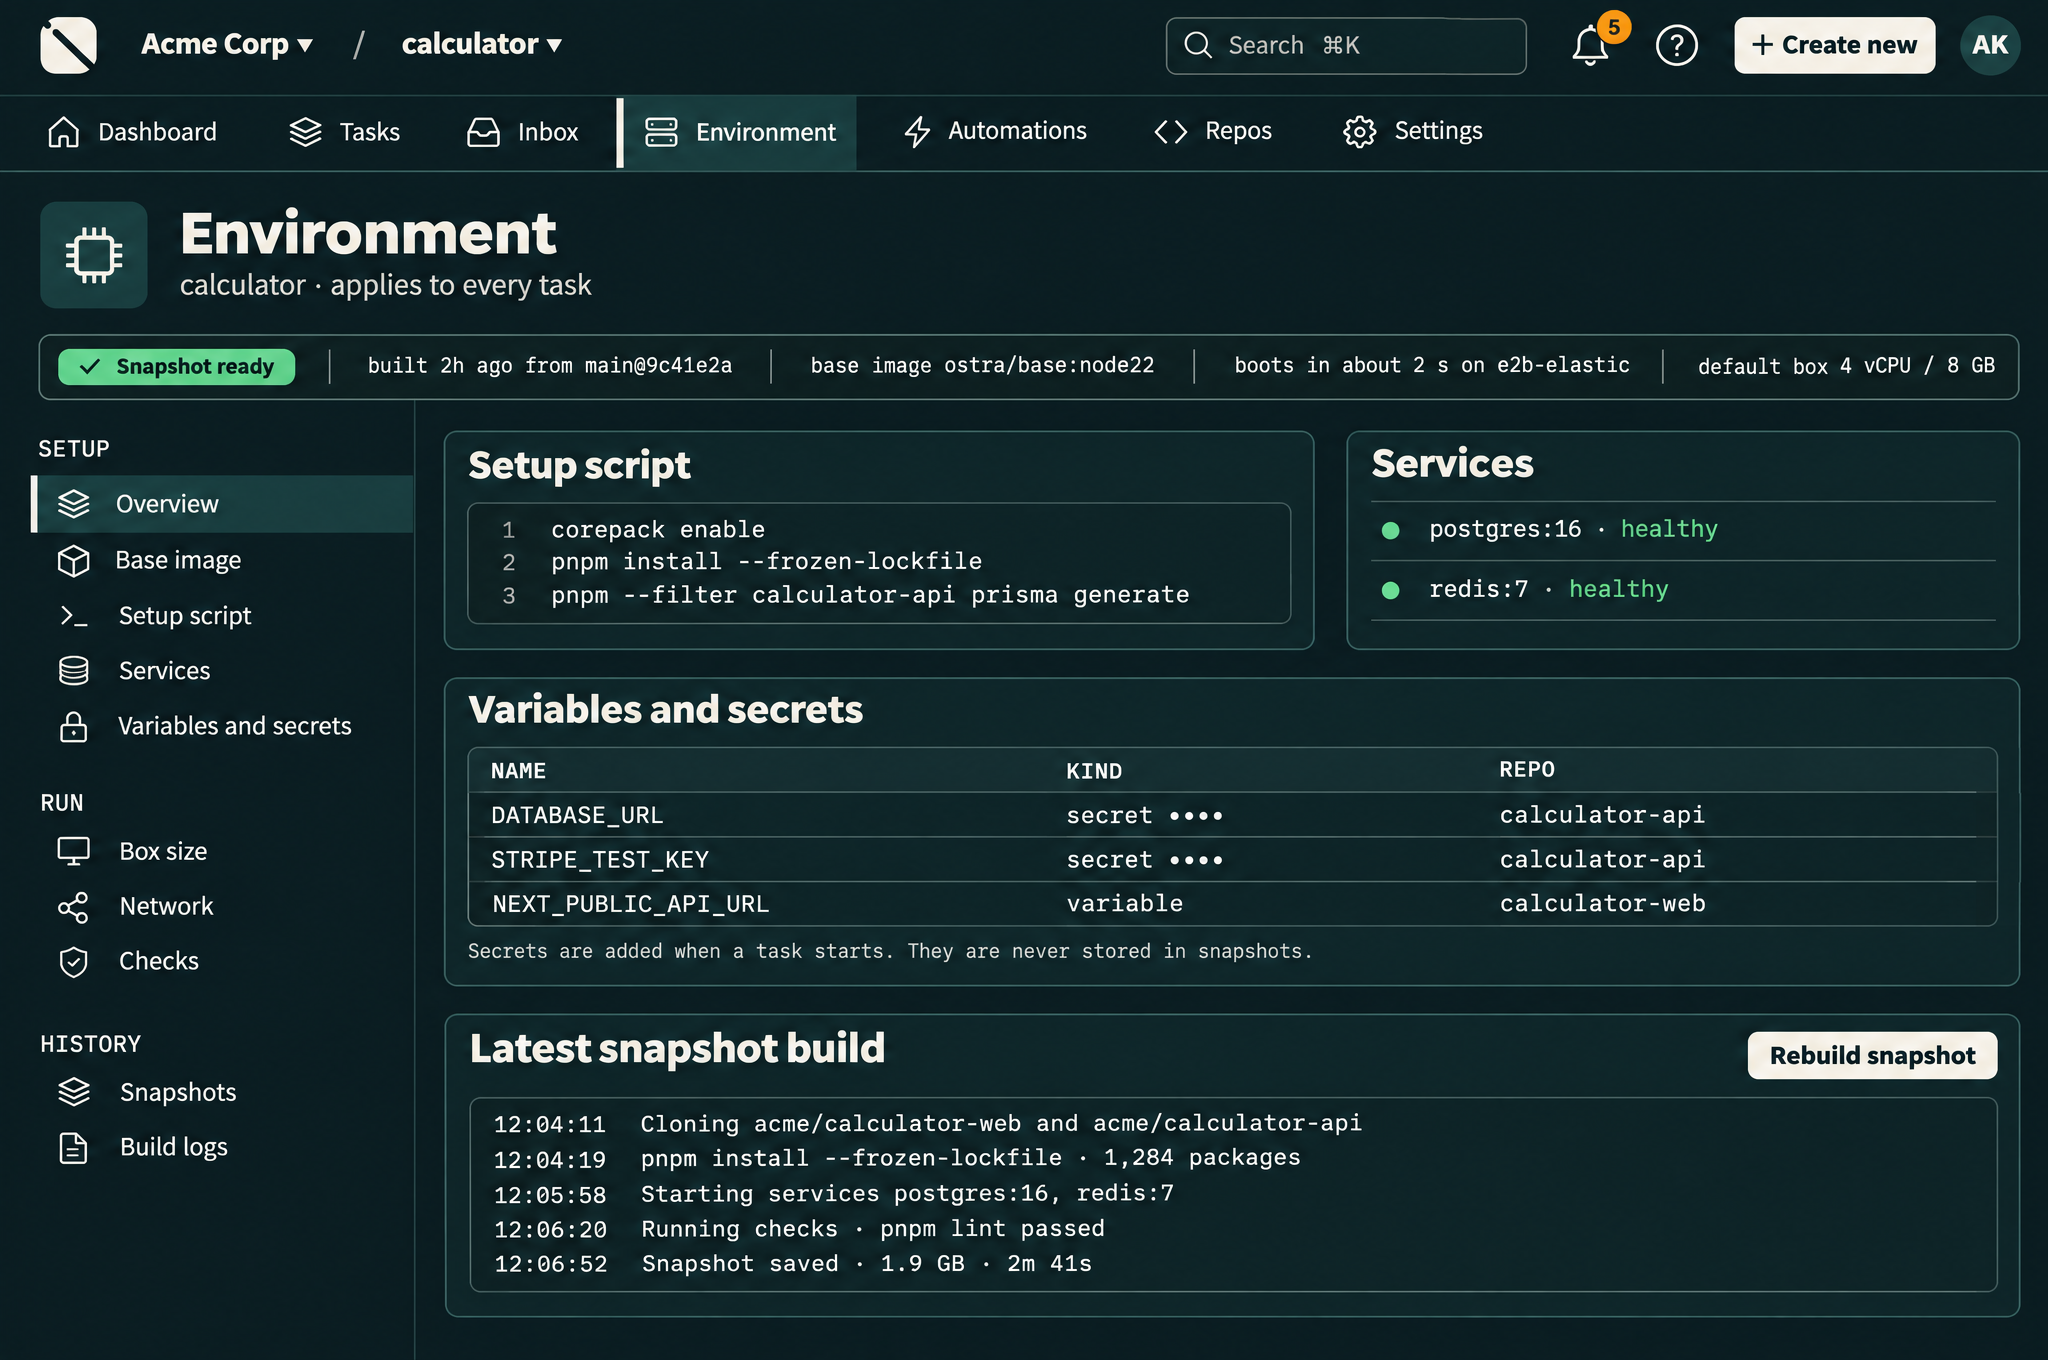 Acme Corp ▾ / calculator ▾
Search ⌘K
5
?
+ Create new
AK
Dashboard
Tasks
Inbox
Environment
Automations
Repos
Settings
Environment
calculator · applies to every task
✓ Snapshot ready
built 2h ago from main@9c41e2a
base image ostra/base:node22
boots in about 2 s on e2b-elastic
default box 4 vCPU / 8 GB
SETUP
Overview
Base image
Setup script
Services
Variables and secrets
RUN
Box size
Network
Checks
HISTORY
Snapshots
Build logs
Setup script
1 corepack enable
2 pnpm install --frozen-lockfile
3 pnpm --filter calculator-api prisma generate
Services
postgres:16 · healthy
redis:7 · healthy
Variables and secrets
NAME KIND REPO
DATABASE_URL secret •••• calculator-api
STRIPE_TEST_KEY secret •••• calculator-api
NEXT_PUBLIC_API_URL variable calculator-web
Secrets are added when a task starts. They are never stored in snapshots.
Latest snapshot build
Rebuild snapshot
12:04:11 Cloning acme/calculator-web and acme/calculator-api
12:04:19 pnpm install --frozen-lockfile · 1,284 packages
12:05:58 Starting services postgres:16, redis:7
12:06:20 Running checks · pnpm lint passed
12:06:52 Snapshot saved · 1.9 GB · 2m 41s